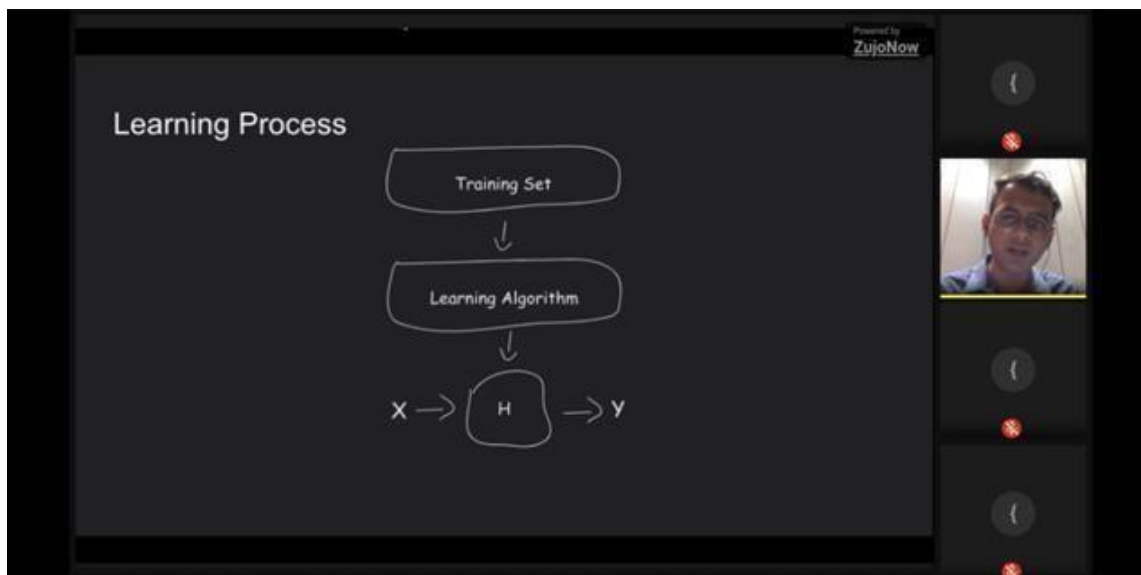 Powered by
ZujoNow
Learning Process
Training Set
Learning Algorithm
X
H
Y
{
{
{